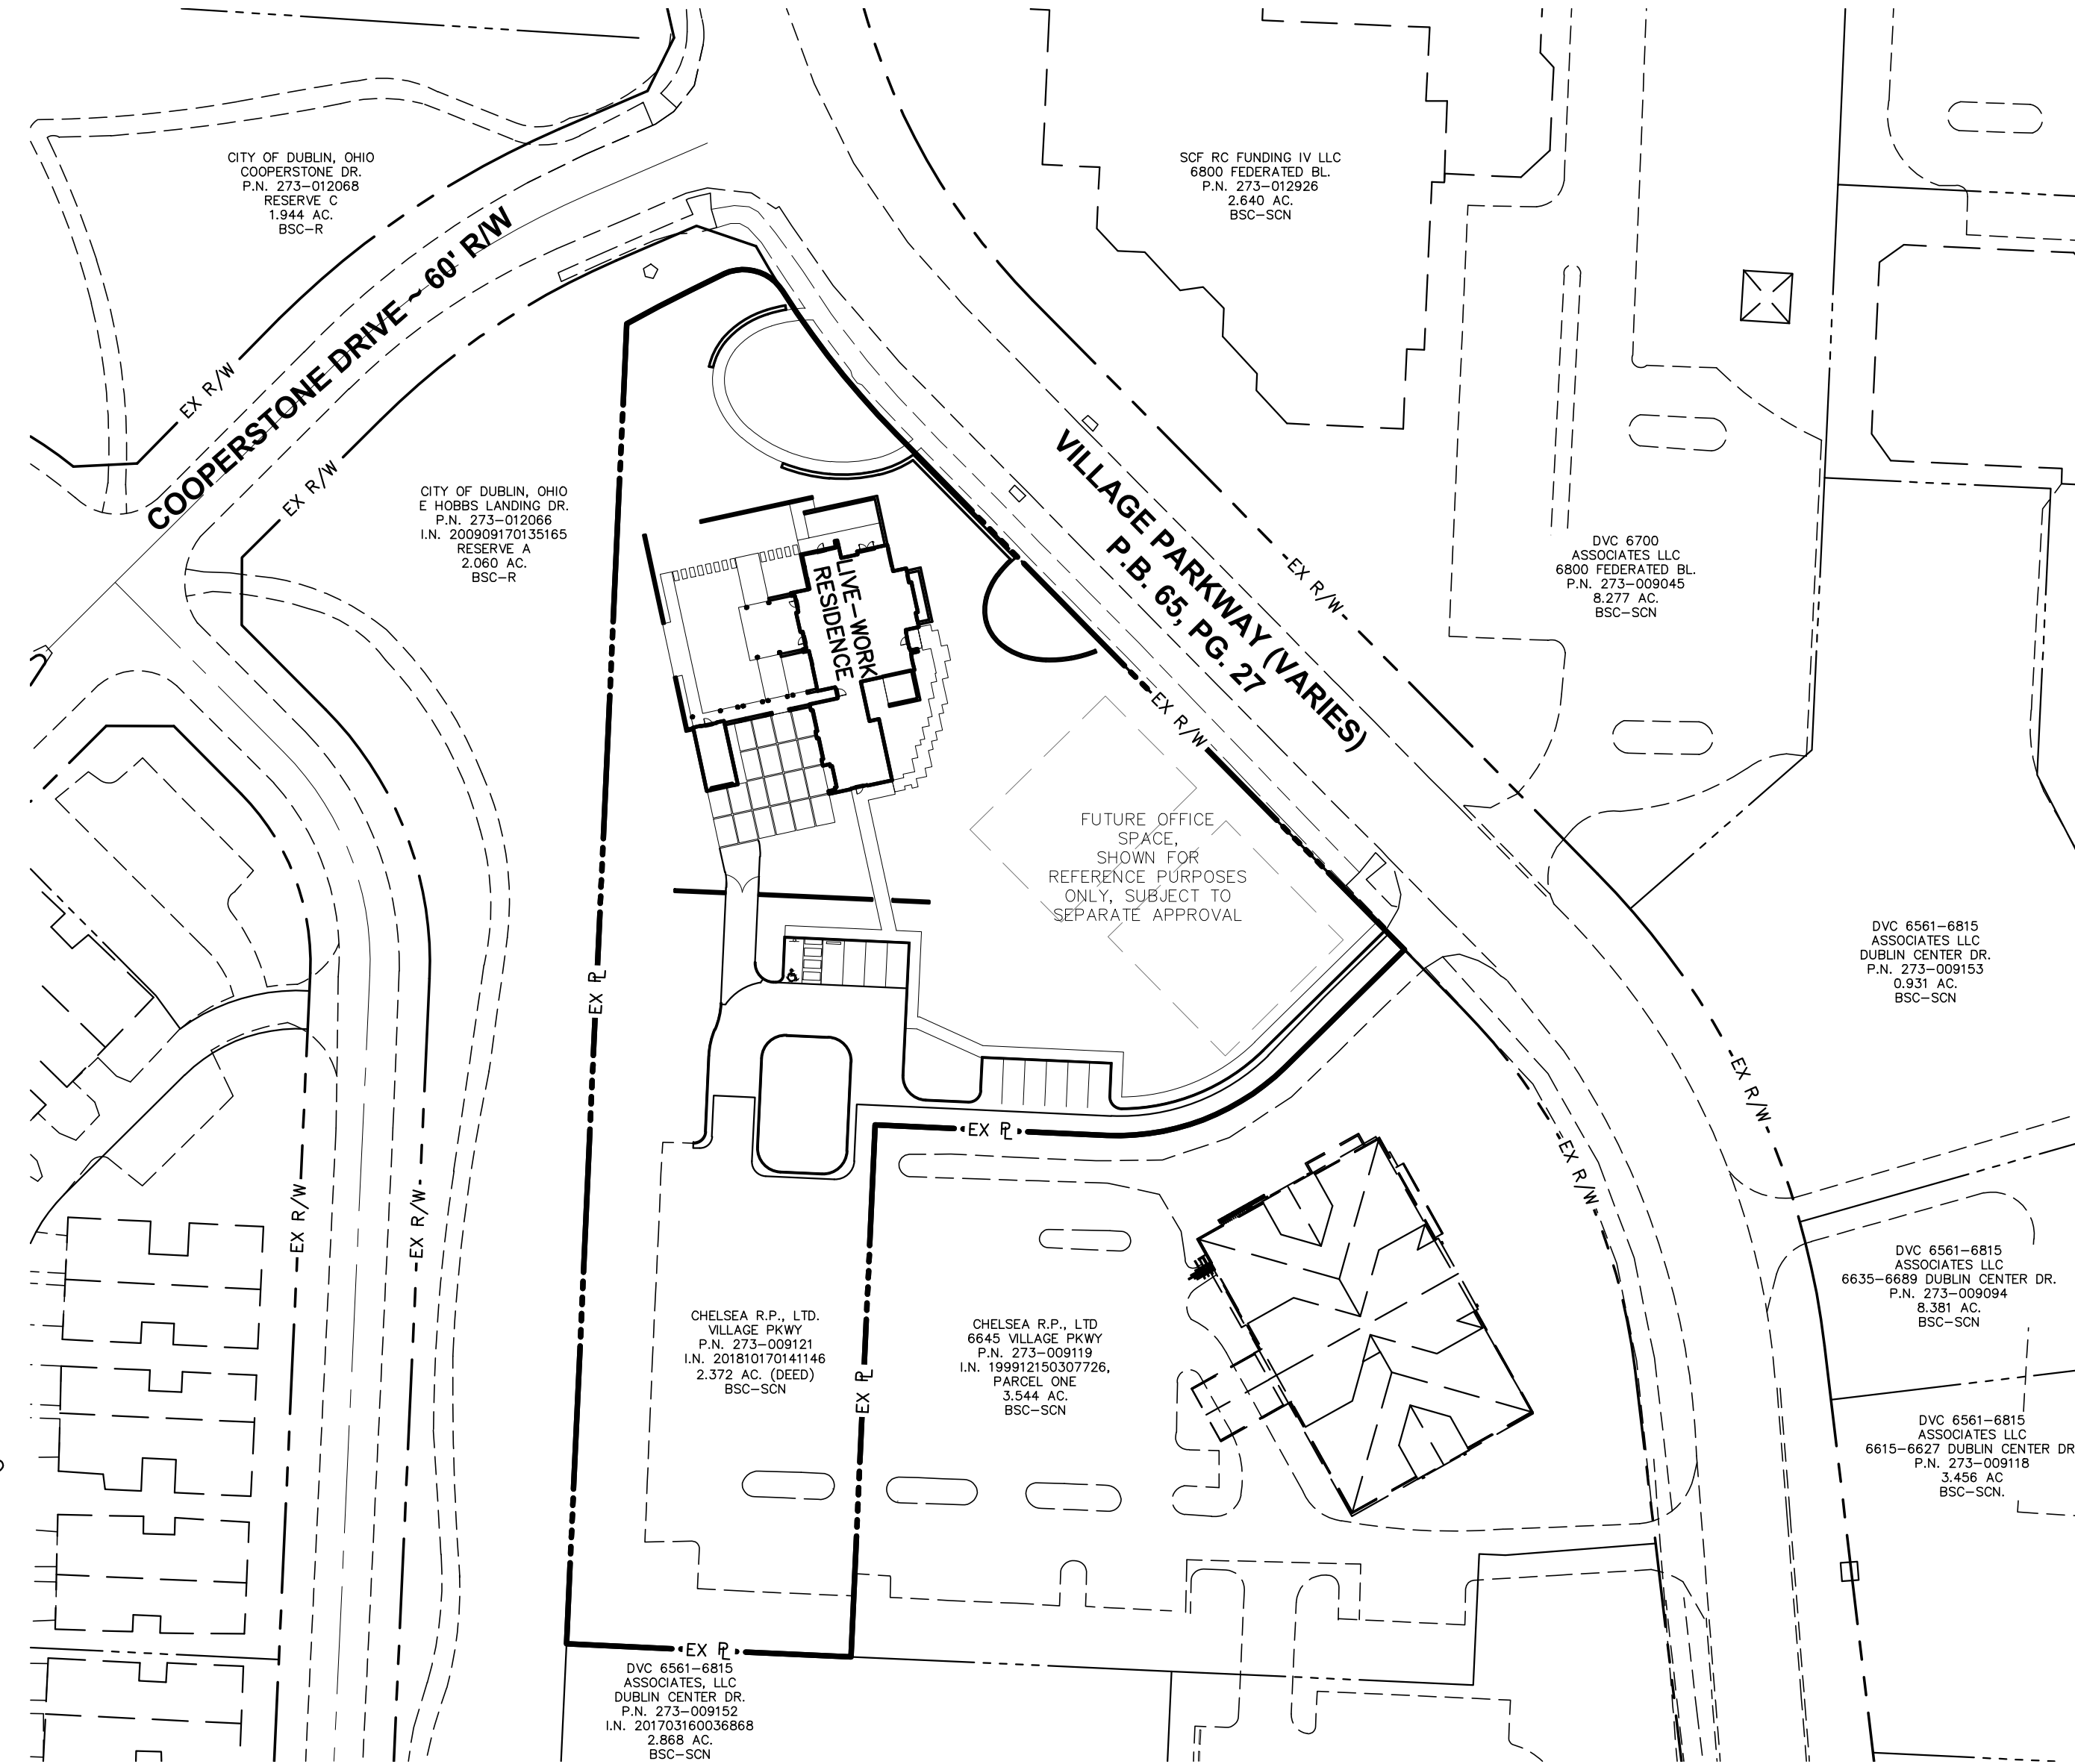 CITY OF DUBLIN, OHIO
COOPERSTONE DR.
P.N. 273-012068
RESERVE C
1.944 AC.
BSC-R
SCF RC FUNDING IV LLC
6800 FEDERATED BL.
P.N. 273-012926
2.640 AC.
BSC-SCN
COOPERSTONE DRIVE ~ 60' R/W
EX R/W
EX R/W
CITY OF DUBLIN, OHIO
E HOBBS LANDING DR.
P.N. 273-012066
I.N. 200909170135165
RESERVE A
2.060 AC.
BSC-R
LIVE-WORK
RESIDENCE
VILLAGE PARKWAY (VARIES)
P.B. 65, PG. 27
EX R/W
EX R/W
DVC 6700
ASSOCIATES LLC
6800 FEDERATED BL.
P.N. 273-009045
8.277 AC.
BSC-SCN
FUTURE OFFICE
SPACE,
SHOWN FOR
REFERENCE PURPOSES
ONLY, SUBJECT TO
SEPARATE APPROVAL
DVC 6561-6815
ASSOCIATES LLC
DUBLIN CENTER DR.
P.N. 273-009153
0.931 AC.
BSC-SCN
EX PL
EX PL
EX R/W
EX R/W
EX R/W
EX R/W
DVC 6561-6815
ASSOCIATES LLC
6635-6689 DUBLIN CENTER DR.
P.N. 273-009094
8.381 AC.
BSC-SCN
CHELSEA R.P., LTD.
VILLAGE PKWY
P.N. 273-009121
I.N. 201810170141146
2.372 AC. (DEED)
BSC-SCN
EX PL
CHELSEA R.P., LTD
6645 VILLAGE PKWY
P.N. 273-009119
I.N. 199912150307726,
PARCEL ONE
3.544 AC.
BSC-SCN
DVC 6561-6815
ASSOCIATES LLC
6615-6627 DUBLIN CENTER DR
P.N. 273-009118
3.456 AC
BSC-SCN.
EX PL
DVC 6561-6815
ASSOCIATES, LLC
DUBLIN CENTER DR.
P.N. 273-009152
I.N. 201703160036868
2.868 AC.
BSC-SCN